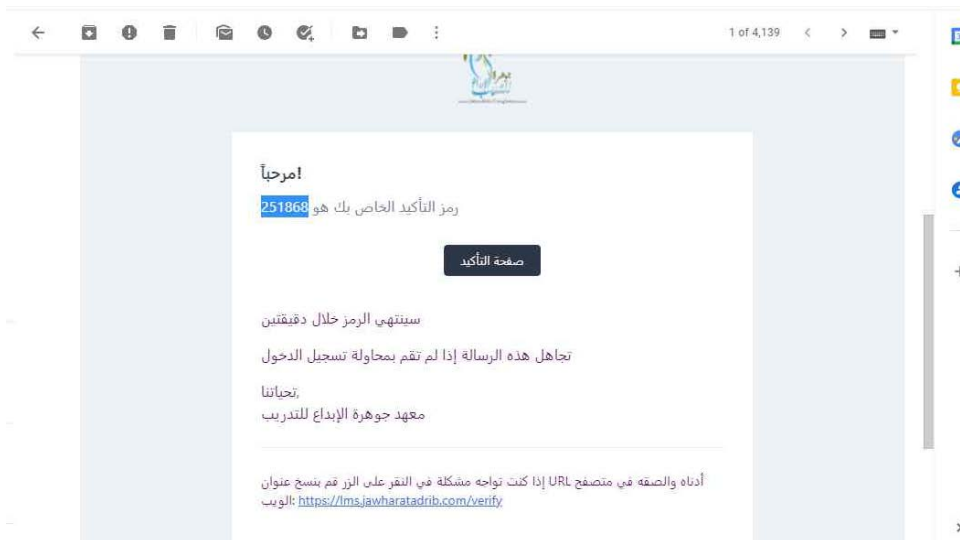 1 of 4,139
مرحباً!
رمز التأكيد الخاص بك هو 251868
صفحة التأكيد
سينتهي الرمز خلال دقيقتين
تجاهل هذه الرسالة إذا لم تقم بمحاولة تسجيل الدخول
تحياتنا,
معهد جوهرة الإبداع للتدريب
أدناه والصقه في متصفح URL إذا كنت تواجه مشكلة في النقر على الزر قم بنسخ عنوان
الويب: https://lms.jawharatadrib.com/verify